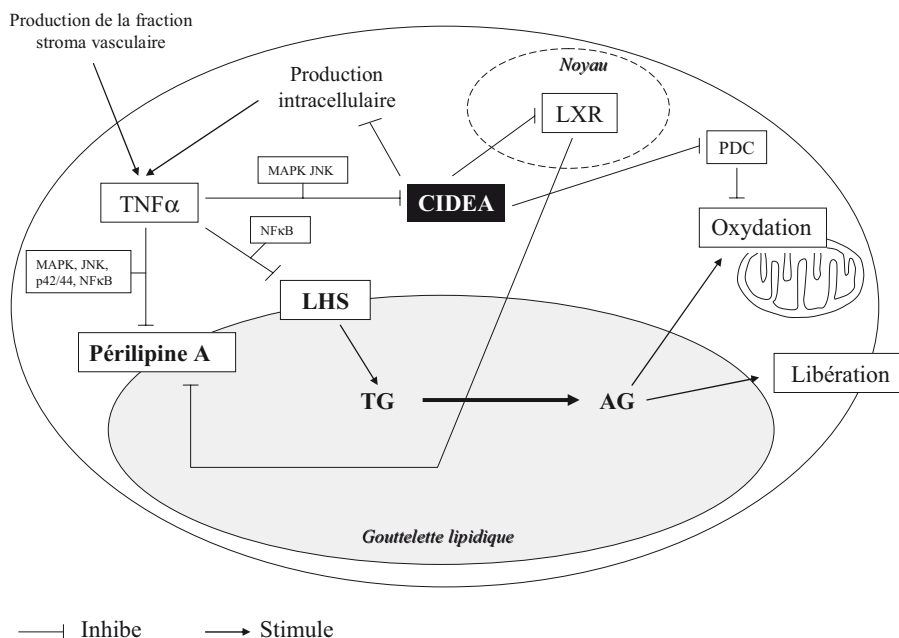 Production de la fraction
stroma vasculaire
Production
intracellulaire
Noyau
LXR
PDC
MAPK JNK
TNFα
CIDEA
NFκB
Oxydation
MAPK, JNK,
p42/44, NFκB
LHS
Périlipine A
Libération
TG
AG
Gouttelette lipidique
Inhibe
Stimule